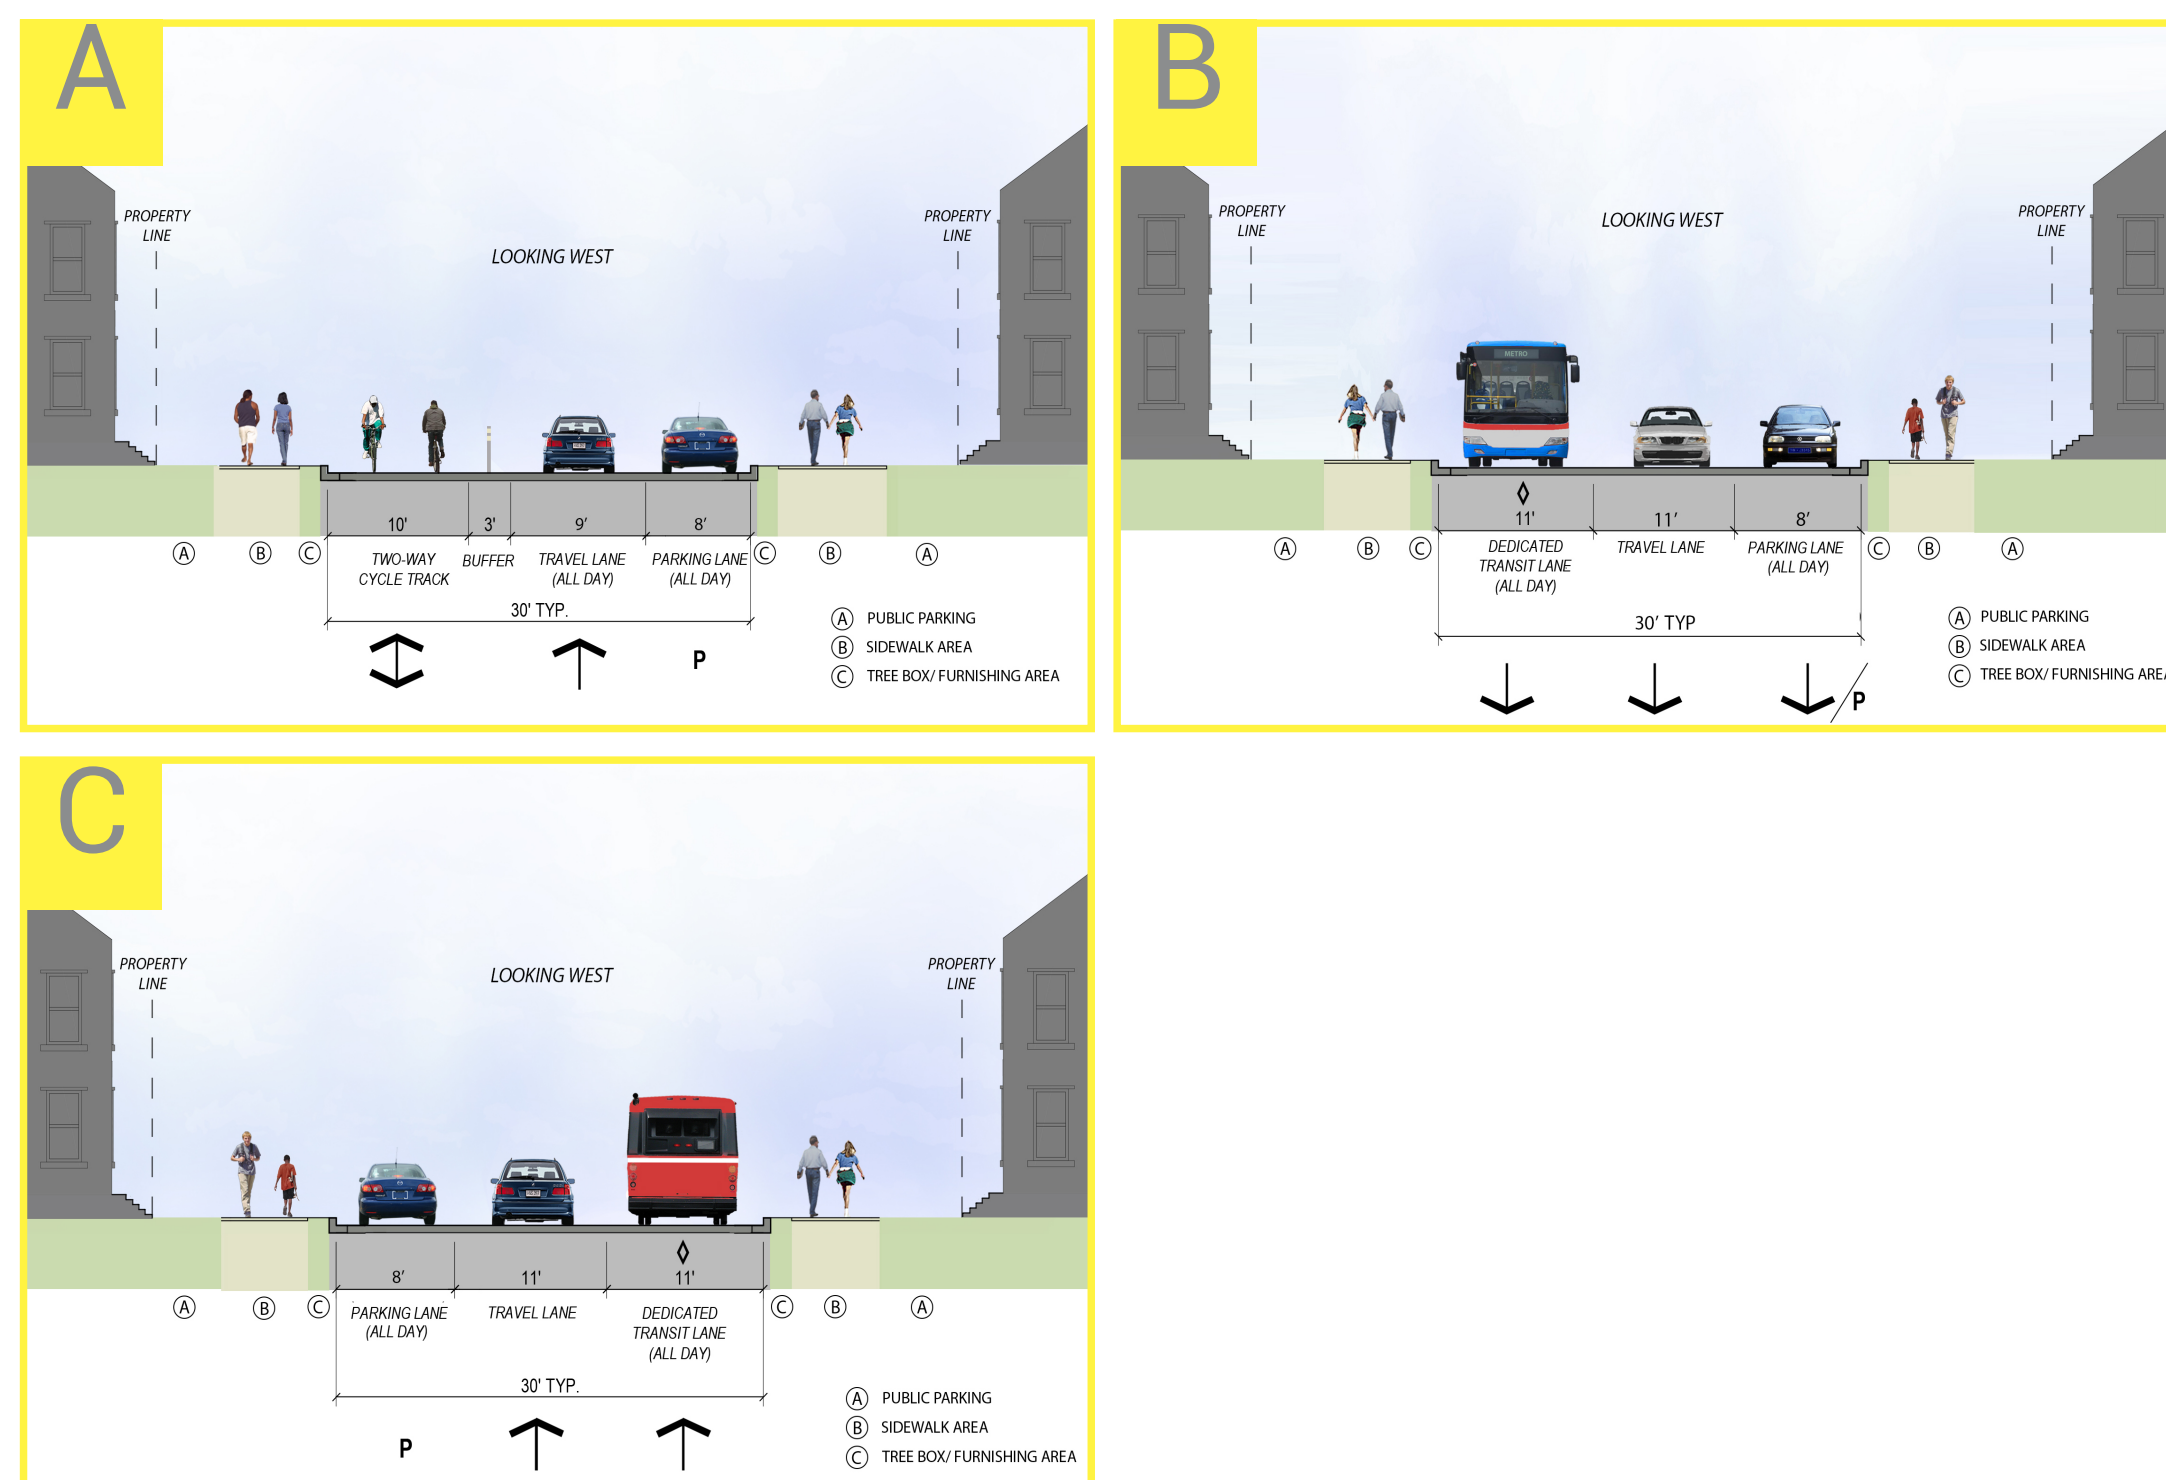 A
PROPERTY
LINE
LOOKING WEST
PROPERTY
LINE
10'
3'
9’
8’
A
B
C
TWO-WAY
CYCLE TRACK
BUFFER
TRAVEL LANE
(ALL DAY)
PARKING LANE
(ALL DAY)
C
B
A
30' TYP.
P
A PUBLIC PARKING
B SIDEWALK AREA
C TREE BOX/ FURNISHING AREA
B
PROPERTY
LINE
LOOKING WEST
PROPERTY
LINE
METRO
11'
11’
8’
A
B
C
DEDICATED
TRANSIT LANE
(ALL DAY)
TRAVEL LANE
PARKING LANE
(ALL DAY)
C
B
A
30’ TYP
P
A PUBLIC PARKING
B SIDEWALK AREA
C TREE BOX/ FURNISHING AREA
C
PROPERTY
LINE
LOOKING WEST
PROPERTY
LINE
8’
11'
11'
A
B
C
PARKING LANE
(ALL DAY)
TRAVEL LANE
DEDICATED
TRANSIT LANE
(ALL DAY)
C
B
A
30' TYP.
P
A PUBLIC PARKING
B SIDEWALK AREA
C TREE BOX/ FURNISHING AREA